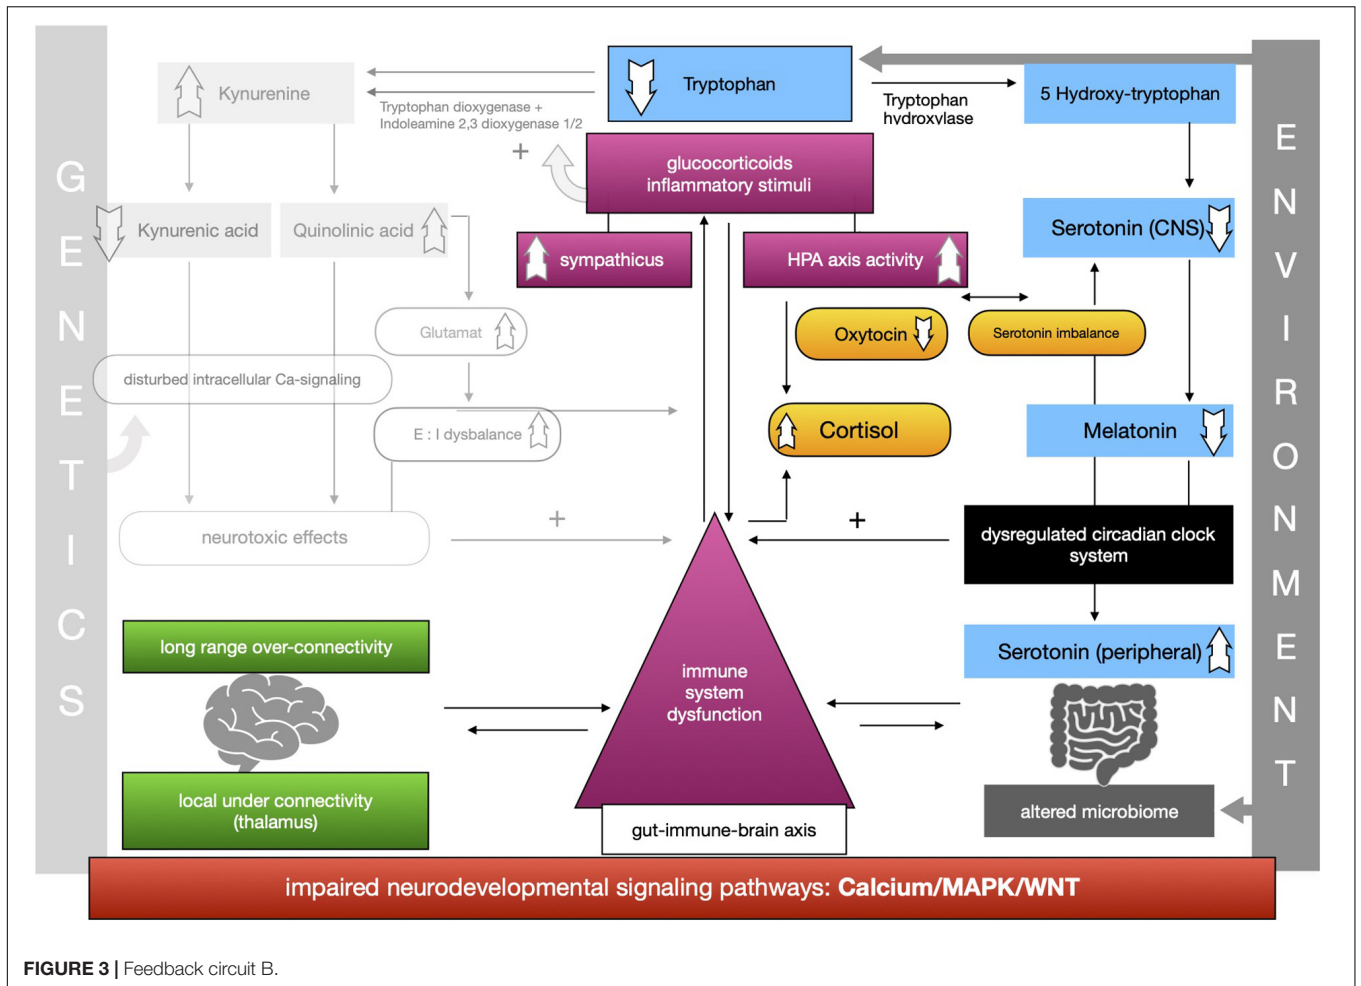 GENETICS
ENVIRONMENT
Kynurenine
Tryptophan
5 Hydroxy-tryptophan
Tryptophan dioxygenase +
Indoleamine 2,3 dioxygenase 1/2
Tryptophan
hydroxylase
+
glucocorticoids
inflammatory stimuli
Kynurenic acid
Quinolinic acid
sympathicus
HPA axis activity
Serotonin (CNS)
Glutamat
Oxytocin
Serotonin imbalance
disturbed intracellular Ca-signaling
E : I dysbalance
Cortisol
Melatonin
neurotoxic effects
+
+
dysregulated circadian clock
system
long range over-connectivity
Serotonin (peripheral)
immune
system
dysfunction
local under connectivity
(thalamus)
altered microbiome
gut-immune-brain axis
impaired neurodevelopmental signaling pathways: Calcium/MAPK/WNT
FIGURE 3 | Feedback circuit B.